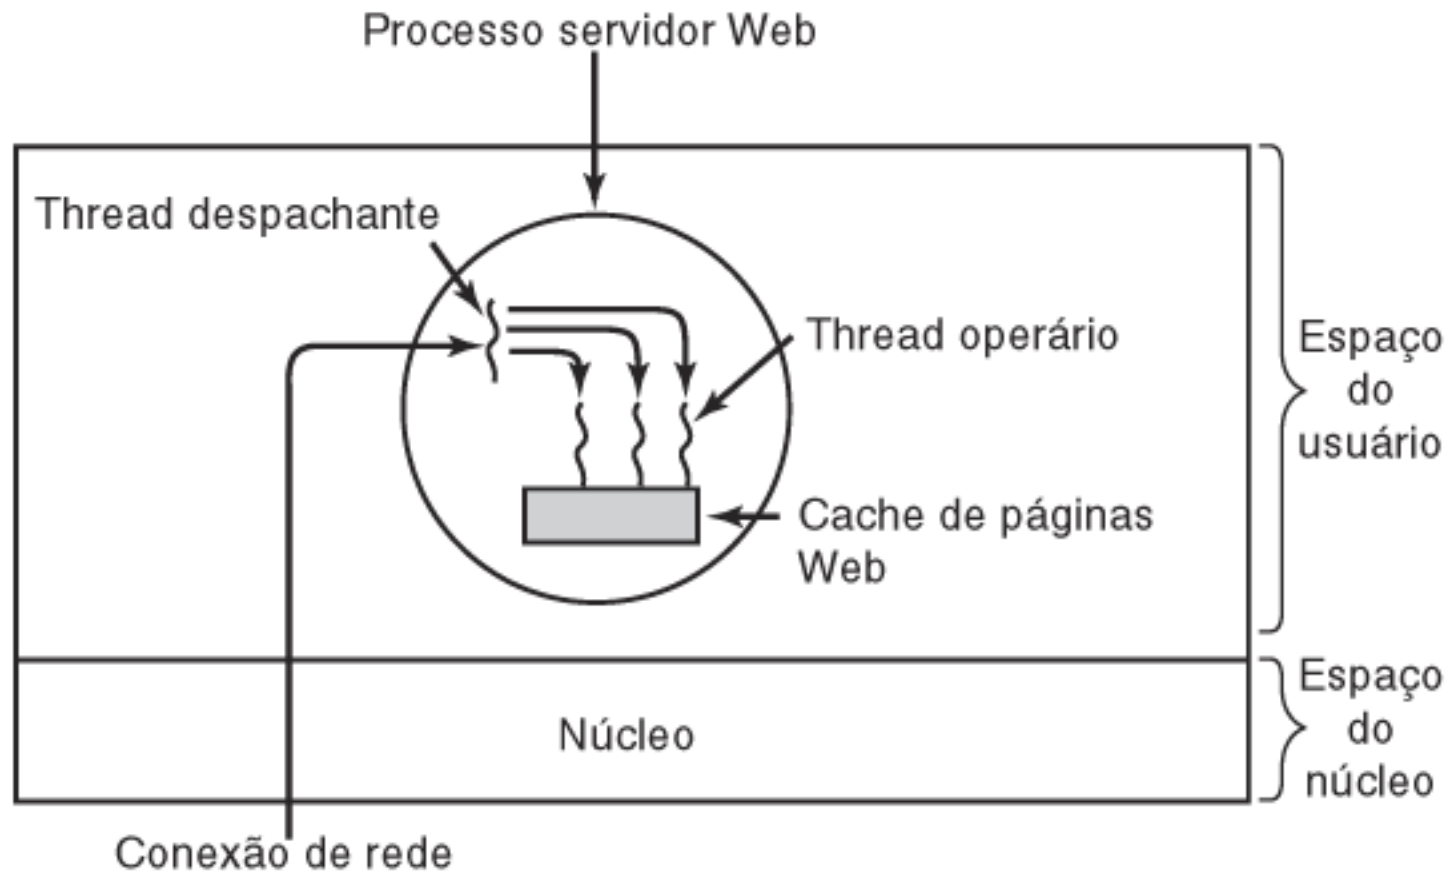 Processo servidor Web
Thread despachante
Thread operário
Espaço
do
usuário
Cache de páginas
Web
Espaço
do
núcleo
Núcleo
Conexão de rede